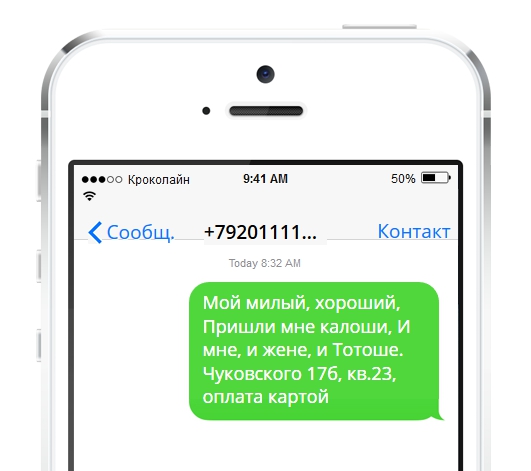 Кроколайн 9:41 AM 50%
Сообщ. +79201111... Контакт
Today 8:32 AM
Мой милый, хороший,
Пришли мне калоши, И
мне, и жене, и Тотоше.
Чуковского 17б, кв.23,
оплата картой